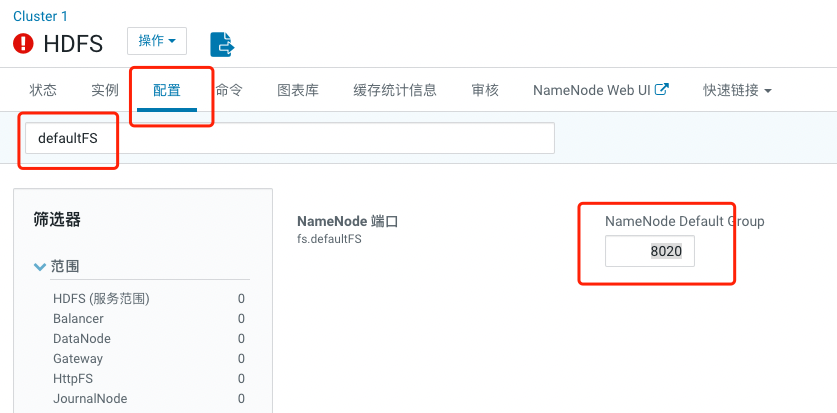 Cluster 1
HDFS 操作
状态 实例 配置 命令 图表库 缓存统计信息 审核 NameNode Web UI 快速链接
defaultFS
筛选器
范围
HDFS (服务范围) 0
Balancer 0
DataNode 0
Gateway 0
HttpFS 0
JournalNode 0
NameNode 端口
fs.defaultFS
NameNode Default Group
8020